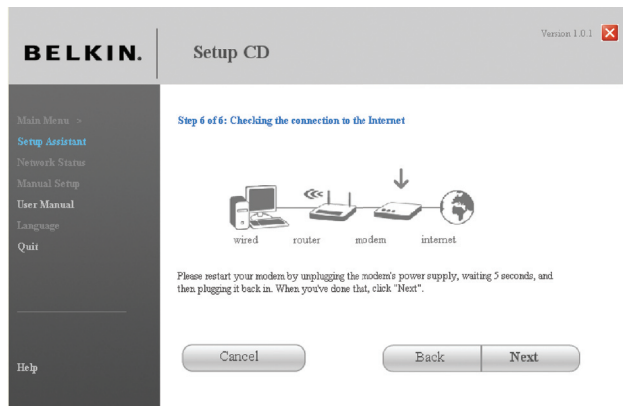 BELKIN.
Setup CD
Version 1.0.1
Main Menu >
Setup Assistant
Network Status
Manual Setup
User Manual
Language
Quit
Help
Step 6 of 6: Checking the connection to the Internet
wired router modem internet
Please restart your modem by unplugging the modem's power supply, waiting 5 seconds, and
then plugging it back in. When you've done that, click "Next".
Cancel
Back
Next